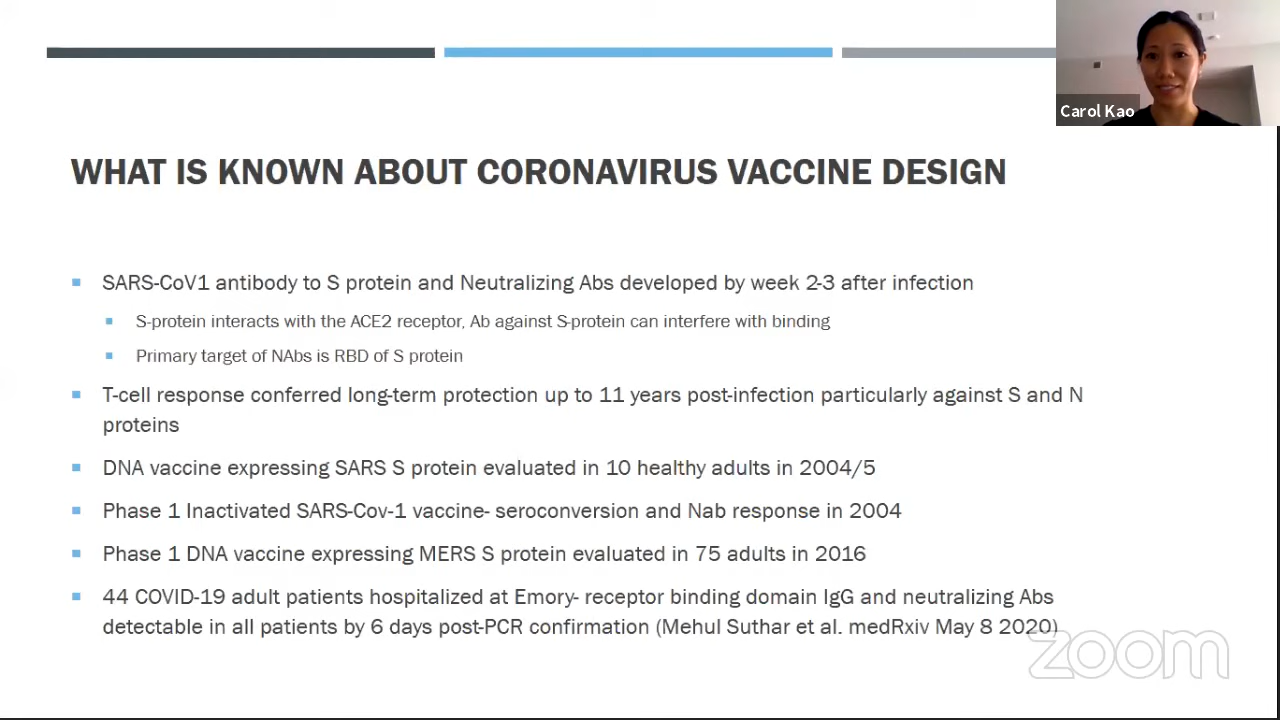 Carol Kao
WHAT IS KNOWN ABOUT CORONAVIRUS VACCINE DESIGN
SARS-CoV1 antibody to S protein and Neutralizing Abs developed by week 2-3 after infection
S-protein interacts with the ACE2 receptor, Ab against S-protein can interfere with binding
Primary target of NAbs is RBD of S protein
T-cell response conferred long-term protection up to 11 years post-infection particularly against S and N
proteins
DNA vaccine expressing SARS S protein evaluated in 10 healthy adults in 2004/5
Phase 1 Inactivated SARS-Cov-1 vaccine- seroconversion and Nab response in 2004
Phase 1 DNA vaccine expressing MERS S protein evaluated in 75 adults in 2016
44 COVID-19 adult patients hospitalized at Emory- receptor binding domain IgG and neutralizing Abs
detectable in all patients by 6 days post-PCR confirmation (Mehul Suthar et al. medRxiv May 8 2020)
zoom